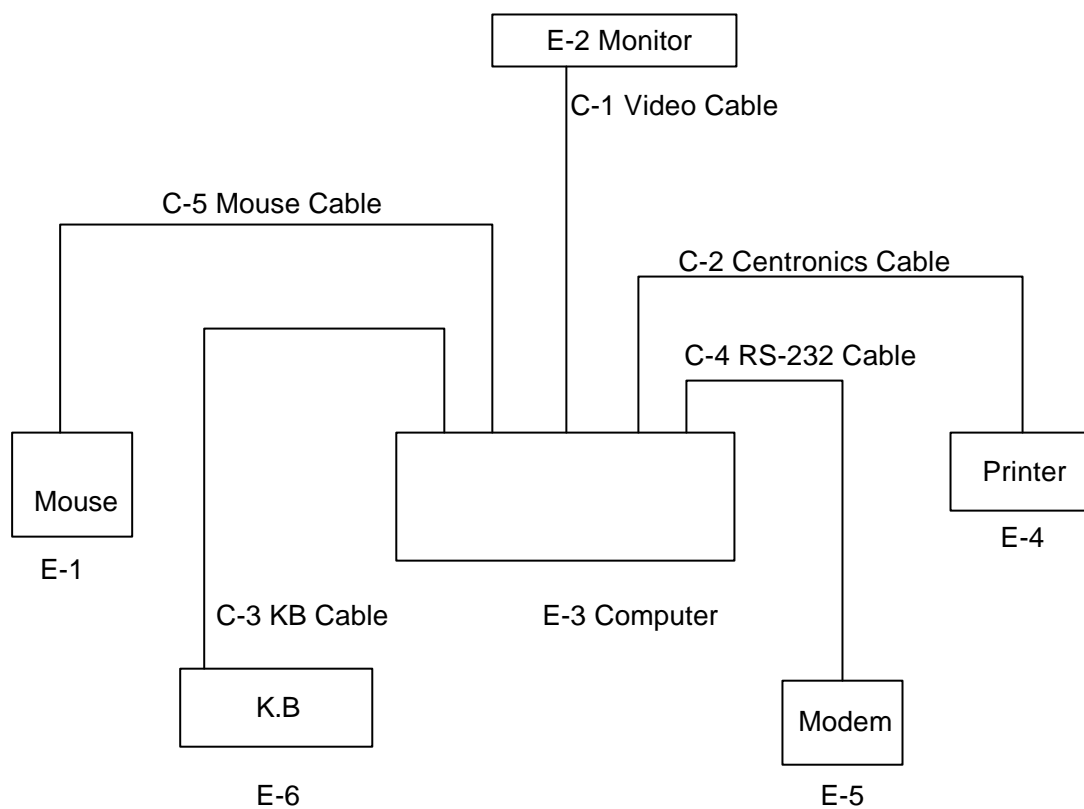 E-2 Monitor
C-1 Video Cable
C-5 Mouse Cable
C-2 Centronics Cable
C-4 RS-232 Cable
Mouse
Printer
E-1
E-4
C-3 KB Cable
E-3 Computer
K.B
Modem
E-6
E-5